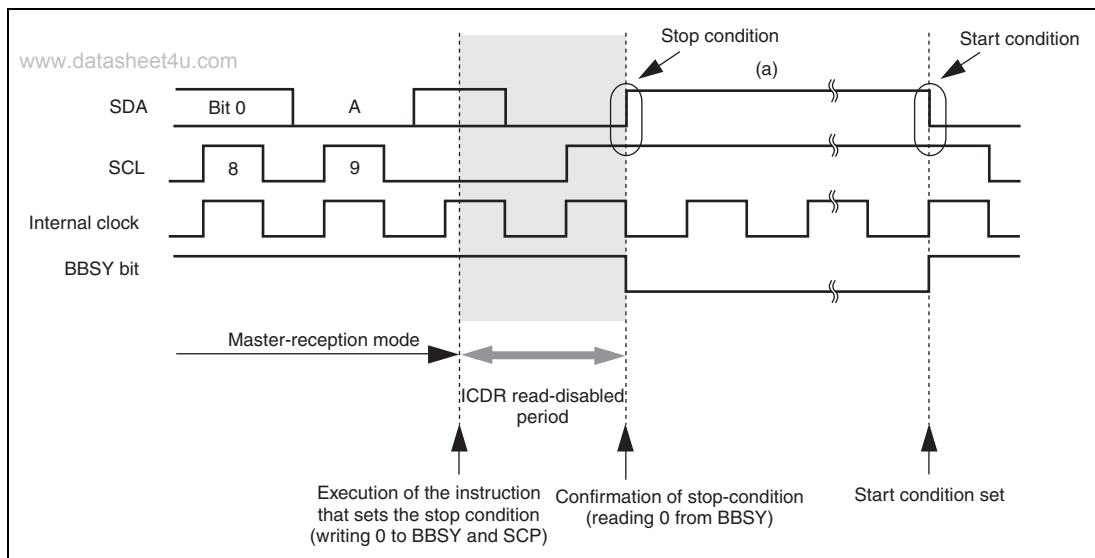 Stop condition
Start condition
www.datasheet4u.com
(a)
SDA
Bit 0
A
SCL
8
9
Internal clock
BBSY bit
Master-reception mode
ICDR read-disabled
period
Execution of the instruction
that sets the stop condition
(writing 0 to BBSY and SCP)
Confirmation of stop-condition
(reading 0 from BBSY)
Start condition set